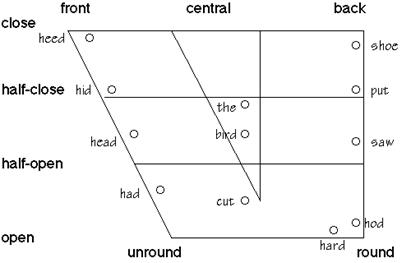 front central back
close
heed shoe
half-close hid put
the
head bird saw
half-open
had
cut
hod
open hard
unround round